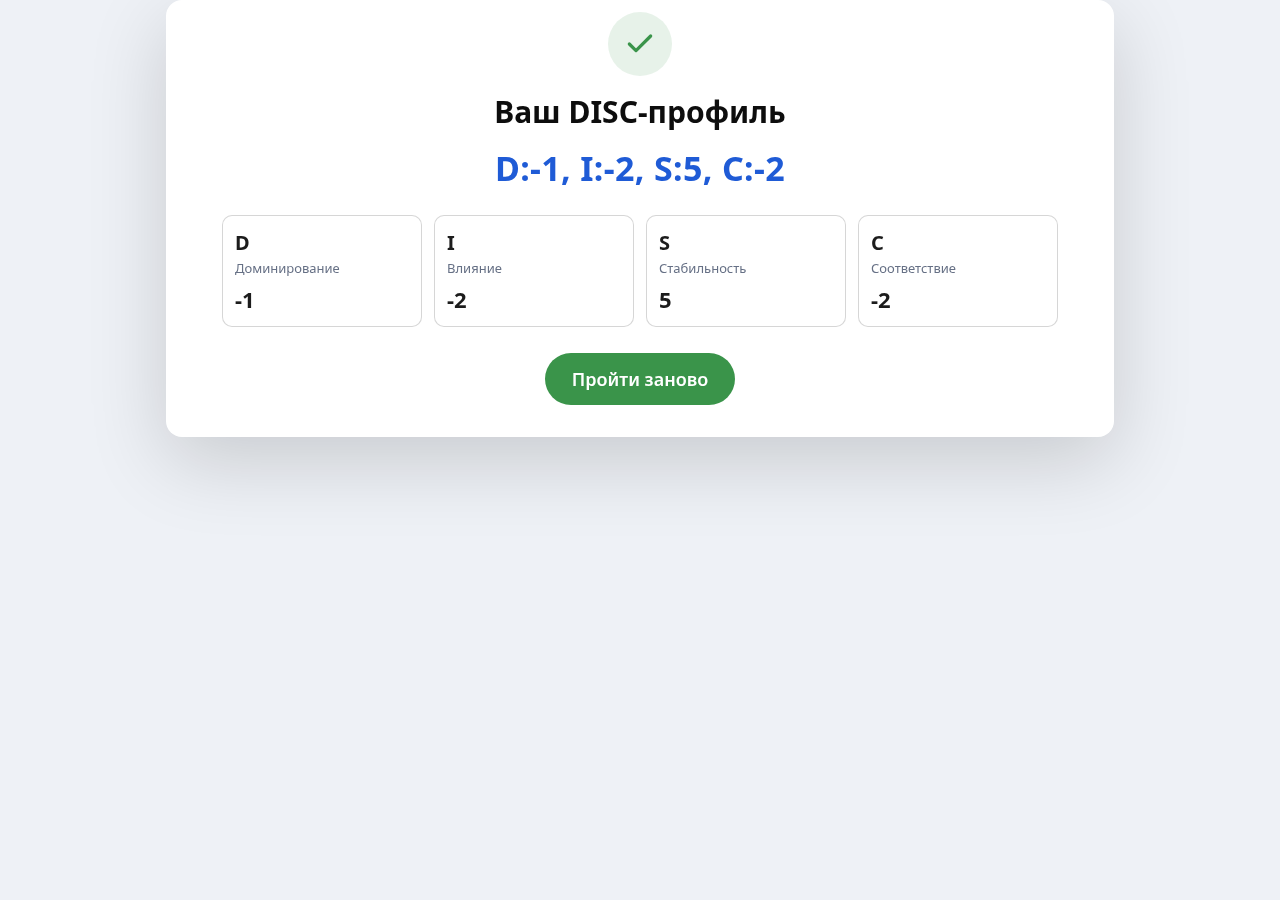 Ваш DISC-профиль
D:-1, I:-2, S:5, C:-2
D
Доминирование
-1
I
Влияние
-2
S
Стабильность
5
C
Соответствие
-2
Пройти заново